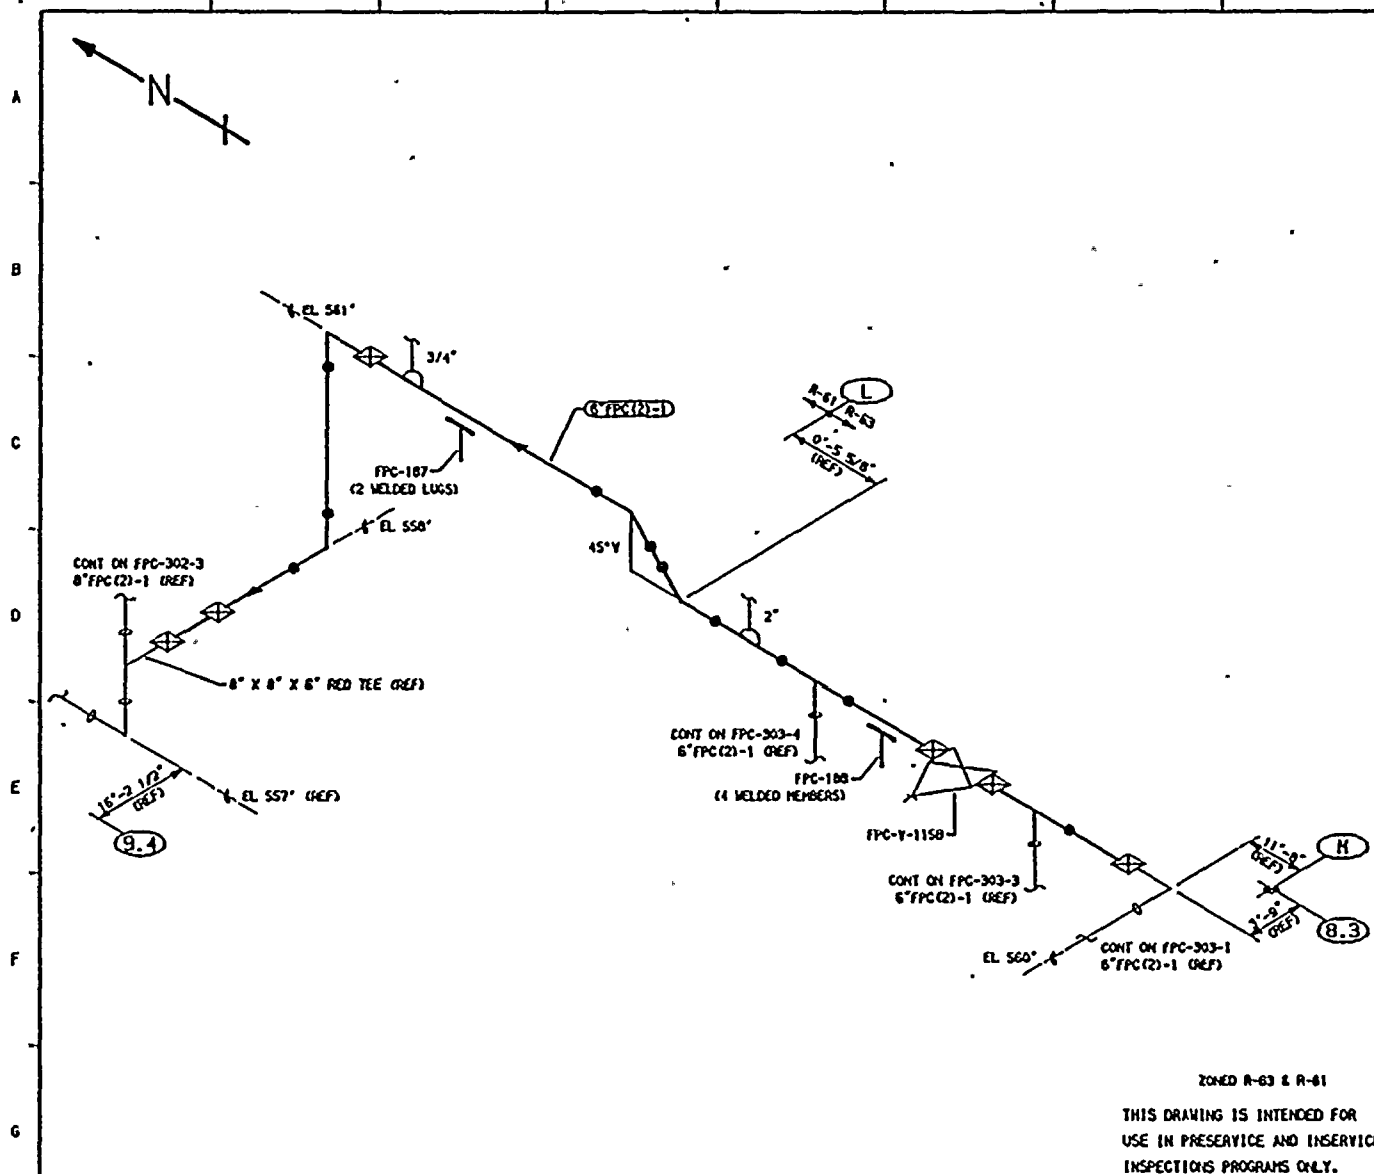 A
N
B
EL 561'
3/4"
6"FPC(2)-1
L
R-61 R-63
0'-5 5/8"
(REF)
C
FPC-187
(2 WELDED LUGS)
EL 558'
45°V
CONT ON FPC-302-3
8"FPC(2)-1 (REF)
D
2"
8" X 8" X 6" RED TEE (REF)
CONT ON FPC-303-4
6"FPC(2)-1 (REF)
E
FPC-188
(4 WELDED MEMBERS)
16'-2 1/2"
(REF)
EL 557' (REF)
9.4
FPC-V-115B
11'-8"
(REF)
CONT ON FPC-303-3
6"FPC(2)-1 (REF)
(REF)
8.3
F
EL 560'
CONT ON FPC-303-1
6"FPC(2)-1 (REF)
ZONED R-63 & R-61
G
THIS DRAWING IS INTENDED FOR
USE IN PRESERVICE AND INSERVICE
INSPECTIONS PROGRAMS ONLY.